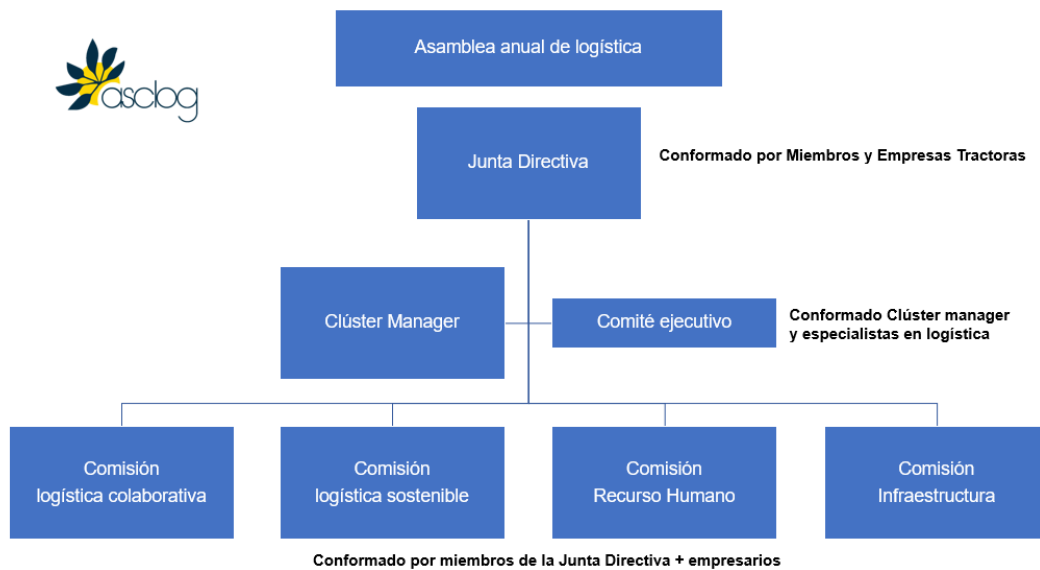 Asamblea anual de logística
asclog
Junta Directiva
Conformado por Miembros y Empresas Tractoras
Clúster Manager
Comité ejecutivo
Conformado Clúster manager
y especialistas en logística
Comisión
logística colaborativa
Comisión
logística sostenible
Comisión
Recurso Humano
Comisión
Infraestructura
Conformado por miembros de la Junta Directiva + empresarios